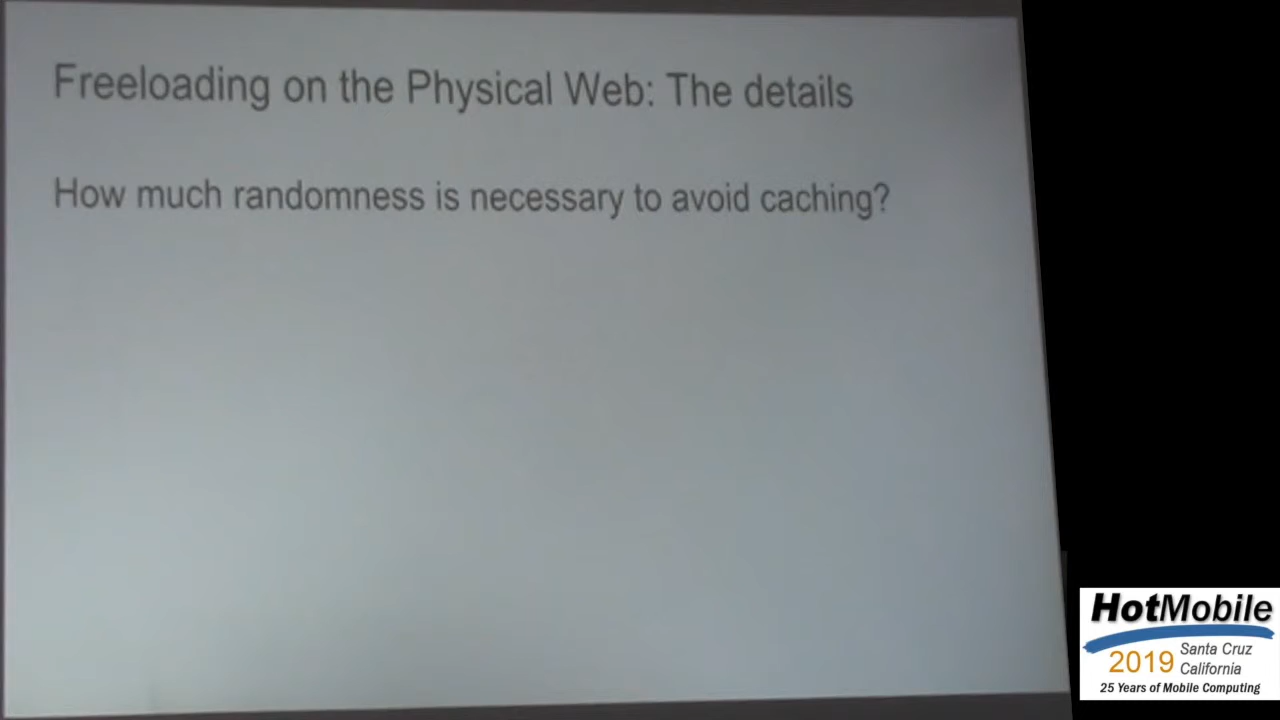 Freeloading on the Physical Web: The details
How much randomness is necessary to avoid caching?
HotMobile
2019 Santa Cruz
California
25 Years of Mobile Computing